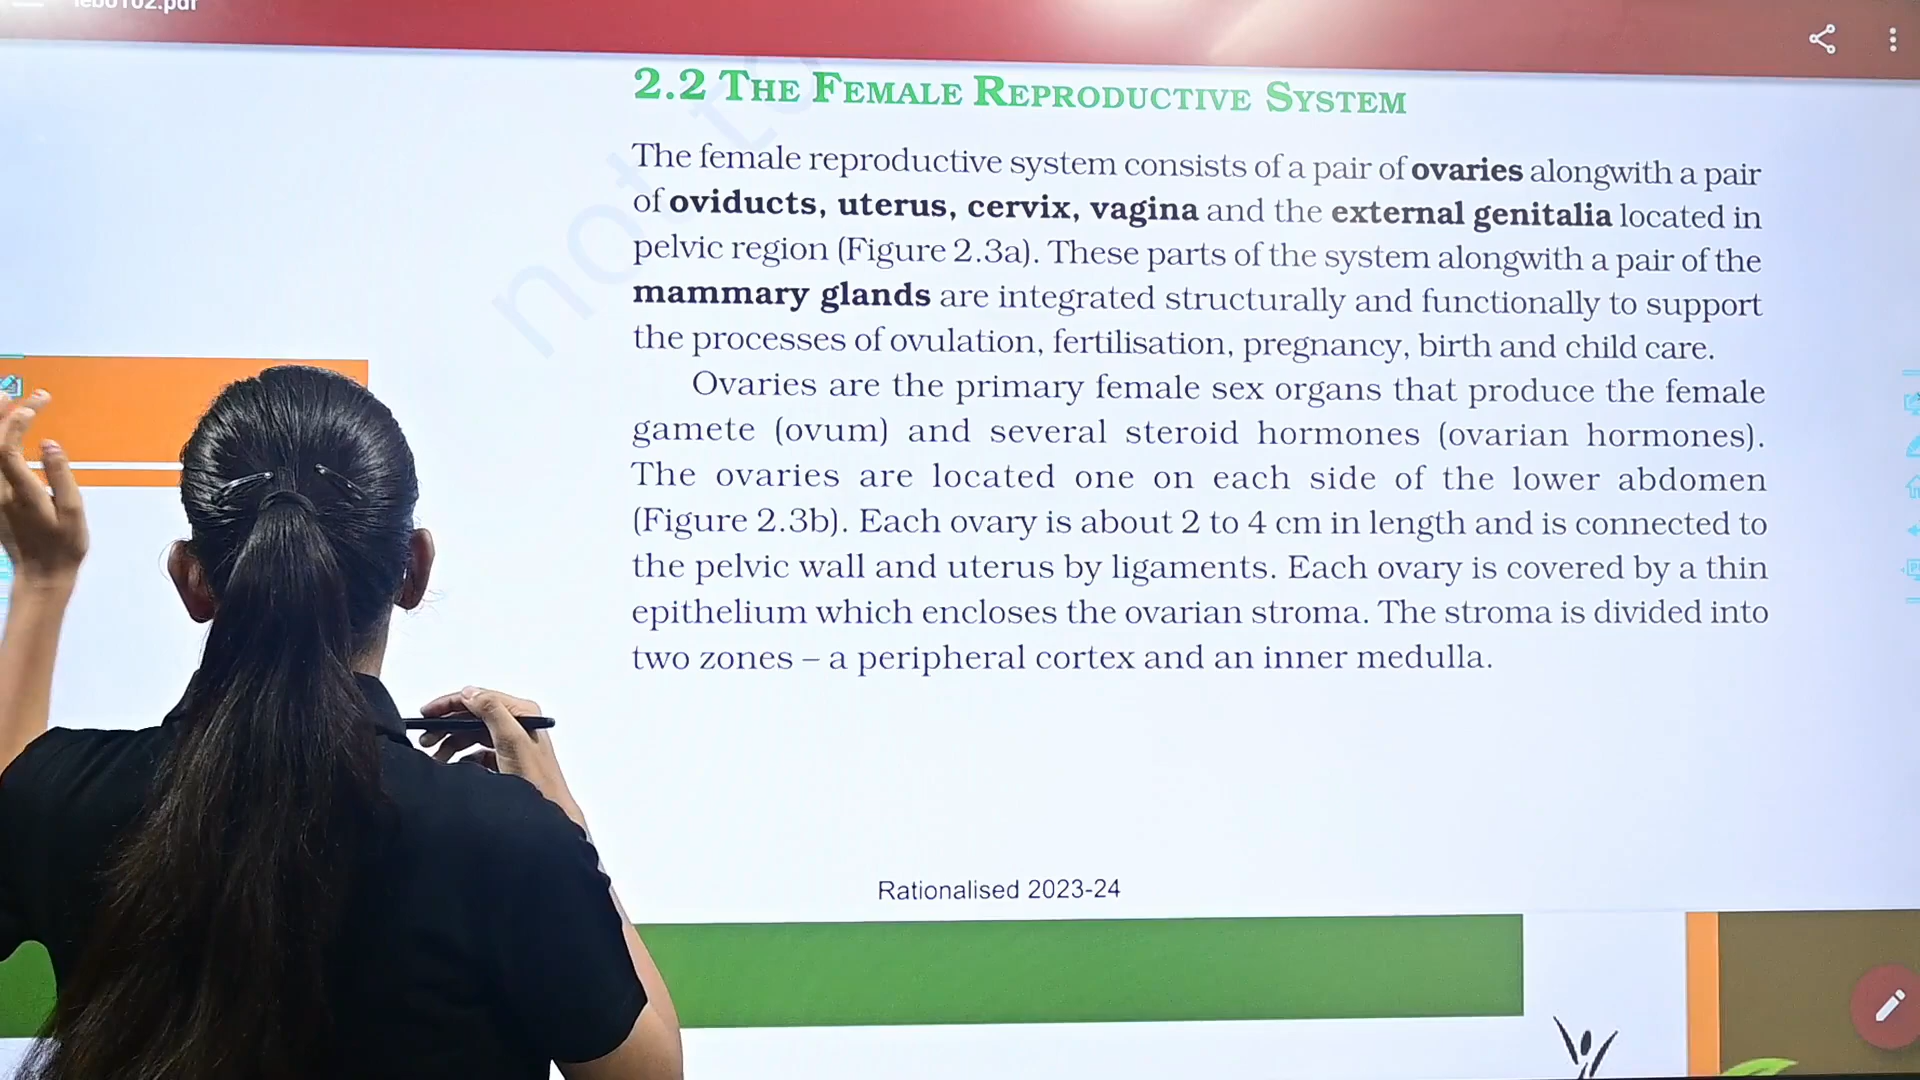 lebo102.pdf
2.2 THE FEMALE REPRODUCTIVE SYSTEM
The female reproductive system consists of a pair of ovaries alongwith a pair
of oviducts, uterus, cervix, vagina and the external genitalia located in
pelvic region (Figure 2.3a). These parts of the system alongwith a pair of the
mammary glands are integrated structurally and functionally to support
the processes of ovulation, fertilisation, pregnancy, birth and child care.
Ovaries are the primary female sex organs that produce the female
gamete (ovum) and several steroid hormones (ovarian hormones).
The ovaries are located one on each side of the lower abdomen
(Figure 2.3b). Each ovary is about 2 to 4 cm in length and is connected to
the pelvic wall and uterus by ligaments. Each ovary is covered by a thin
epithelium which encloses the ovarian stroma. The stroma is divided into
two zones – a peripheral cortex and an inner medulla.
Rationalised 2023-24
not to